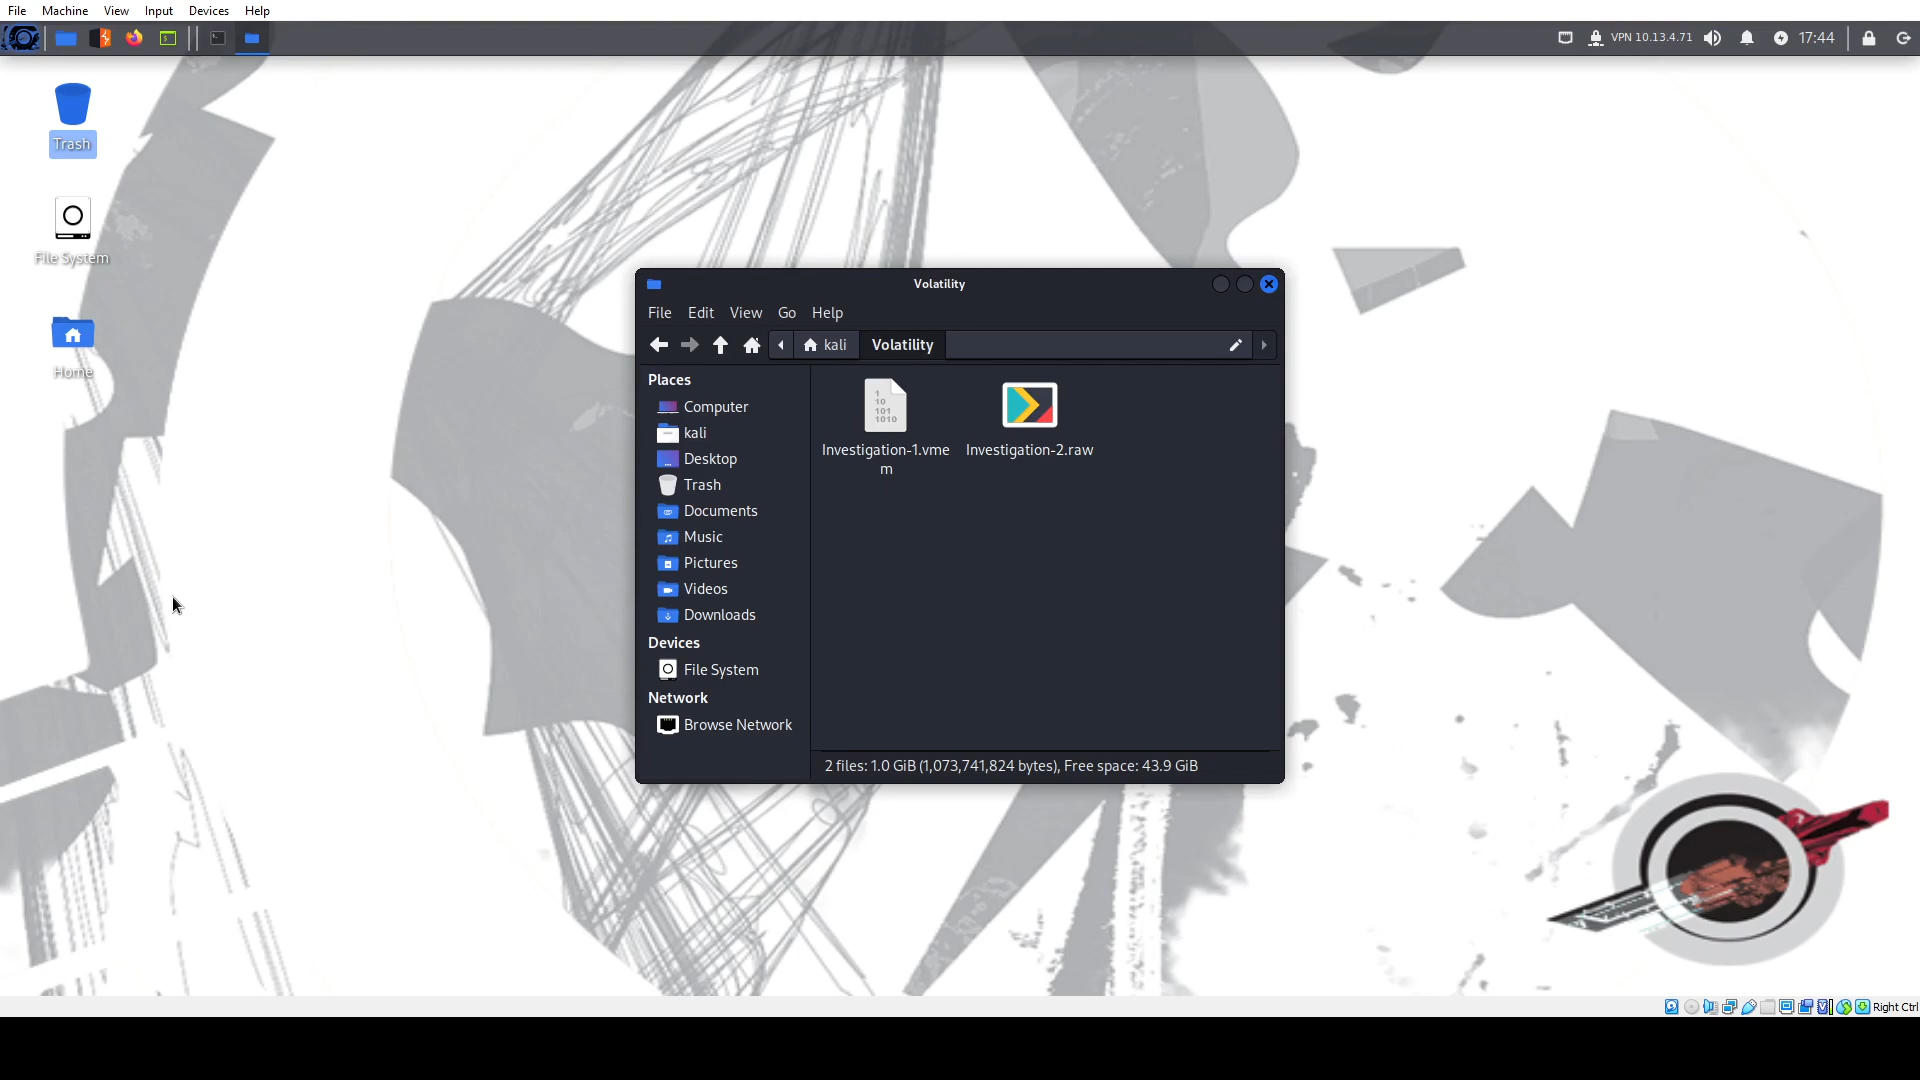 File Machine View Input Devices Help
VPN 10.13.4.71 17:44
Trash
File System
Home
Volatility
File Edit View Go Help
kali Volatility
Places
Computer
kali
Desktop
Trash
Documents
Music
Pictures
Videos
Downloads
Devices
File System
Network
Browse Network
Investigation-1.vme
m
Investigation-2.raw
2 files: 1.0 GiB (1,073,741,824 bytes), Free space: 43.9 GiB
Right Ctrl